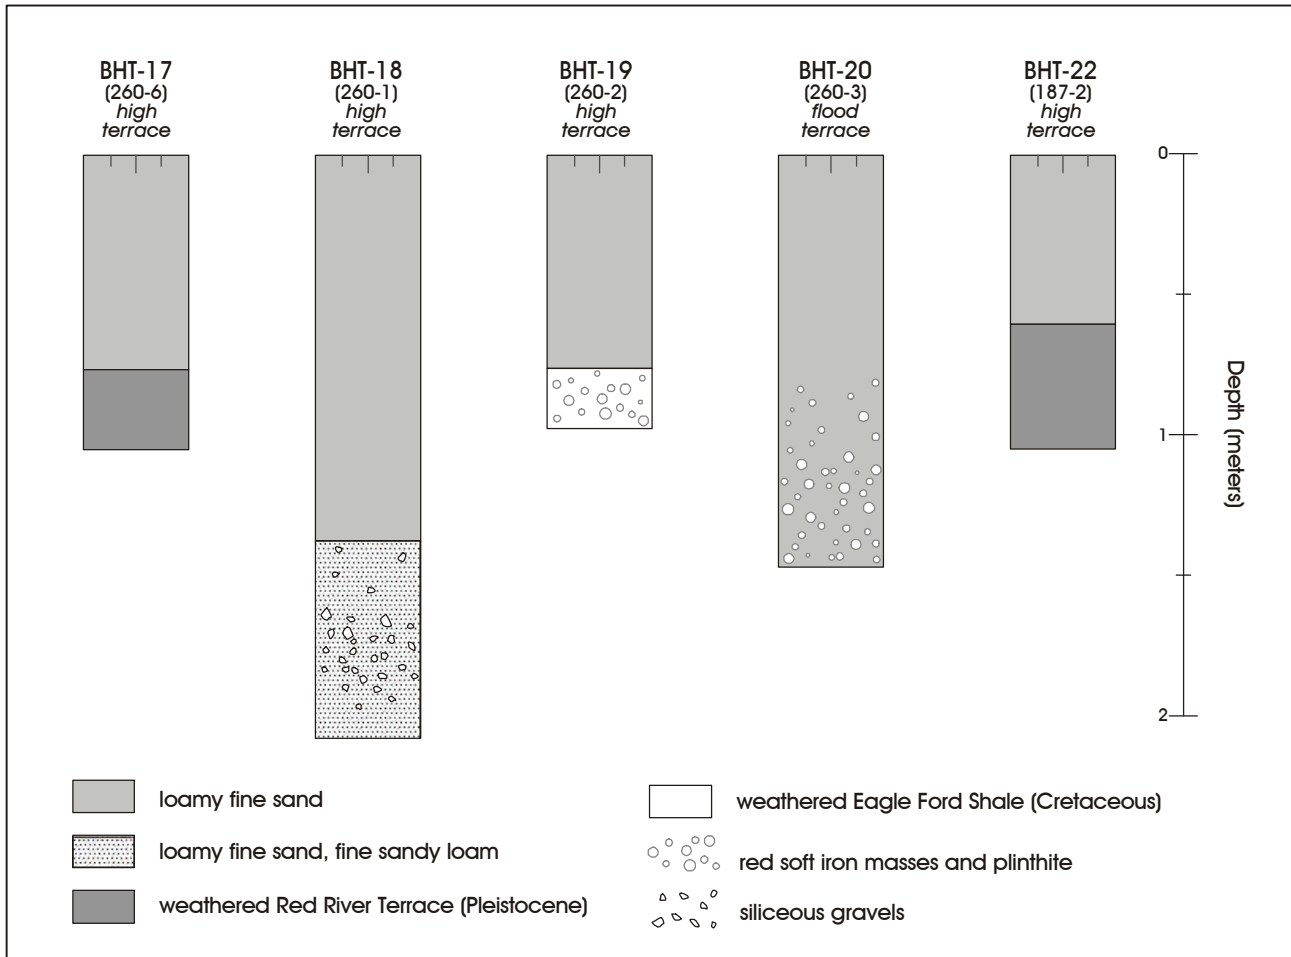 BHT-17
(260-6)
high
terrace
BHT-18
(260-1)
high
terrace
BHT-19
(260-2)
high
terrace
BHT-20
(260-3)
flood
terrace
BHT-22
(187-2)
high
terrace
0
1
2
Depth (meters)
loamy fine sand
loamy fine sand, fine sandy loam
weathered Red River Terrace (Pleistocene)
weathered Eagle Ford Shale (Cretaceous)
red soft iron masses and plinthite
siliceous gravels